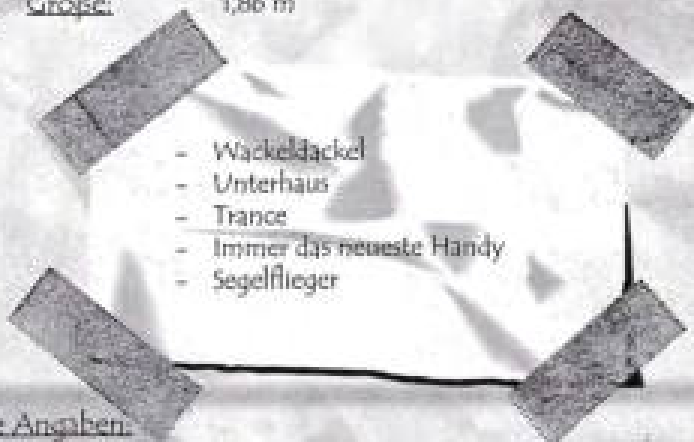 Größe: 1,86 m
- Wackeldackel
- Unterhaus
- Trance
- Immer das neueste Handy
- Segelflieger
Angaben: